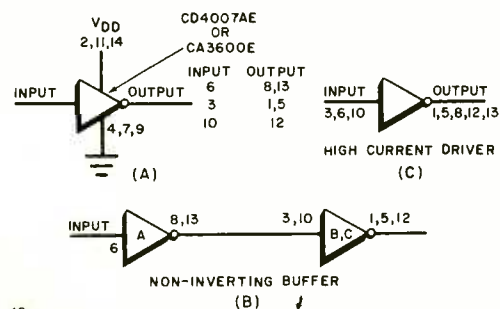 CD4007AE
OR
CA3600E
VDD
2,11,14
INPUT OUTPUT
6 8,13
3 1,5
10 12
INPUT OUTPUT
4,7,9
(A)
INPUT OUTPUT
3,6,10 1,5,8,12,13
HIGH CURRENT DRIVER
(C)
INPUT
6
A
8,13
3,10
B,C
1,5,12
NON-INVERTING BUFFER
(B)